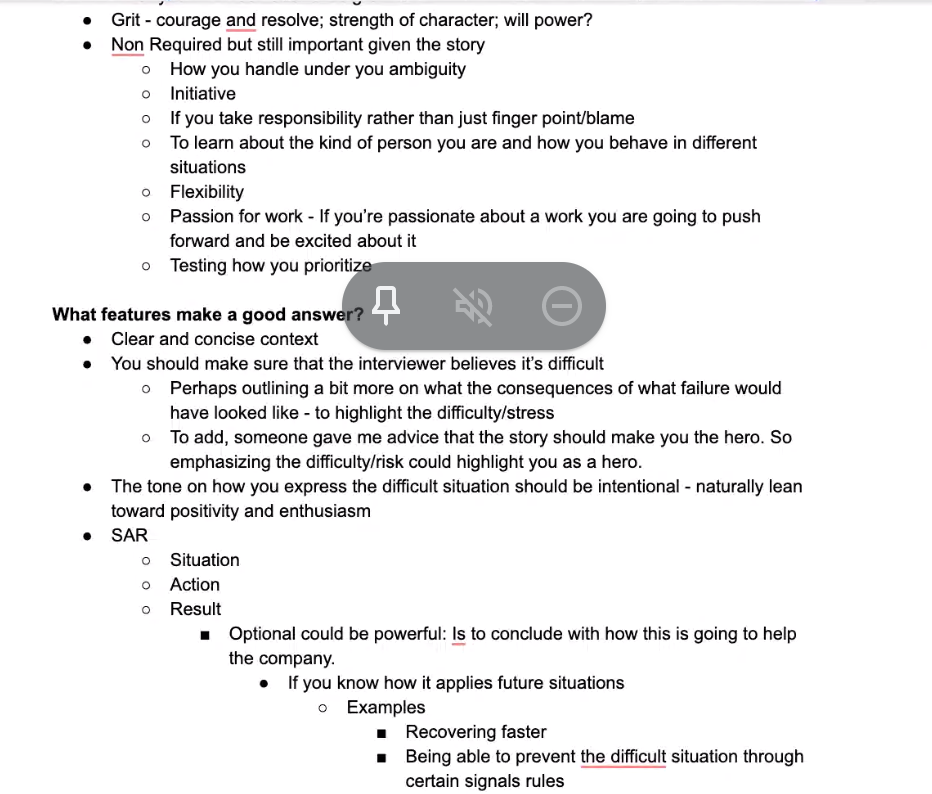 Grit - courage and resolve; strength of character; will power?
Non Required but still important given the story
How you handle under you ambiguity
Initiative
If you take responsibility rather than just finger point/blame
To learn about the kind of person you are and how you behave in different
situations
Flexibility
Passion for work - If you’re passionate about a work you are going to push
forward and be excited about it
Testing how you prioritize
What features make a good answer?
Clear and concise context
You should make sure that the interviewer believes it’s difficult
Perhaps outlining a bit more on what the consequences of what failure would
have looked like - to highlight the difficulty/stress
To add, someone gave me advice that the story should make you the hero. So
emphasizing the difficulty/risk could highlight you as a hero.
The tone on how you express the difficult situation should be intentional - naturally lean
toward positivity and enthusiasm
SAR
Situation
Action
Result
Optional could be powerful: Is to conclude with how this is going to help
the company.
If you know how it applies future situations
Examples
Recovering faster
Being able to prevent the difficult situation through
certain signals rules